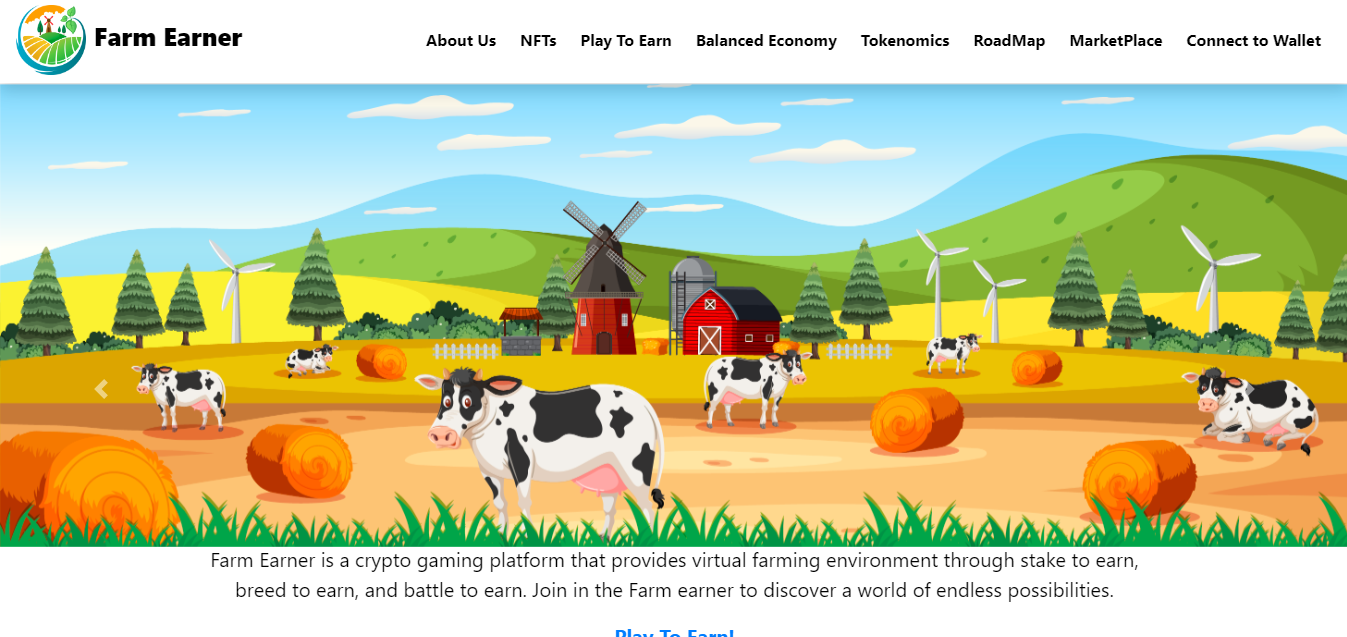 Farm Earner
About Us NFTs Play To Earn Balanced Economy Tokenomics RoadMap MarketPlace Connect to Wallet
Farm Earner is a crypto gaming platform that provides virtual farming environment through stake to earn,
breed to earn, and battle to earn. Join in the Farm earner to discover a world of endless possibilities.
Play To Earn!